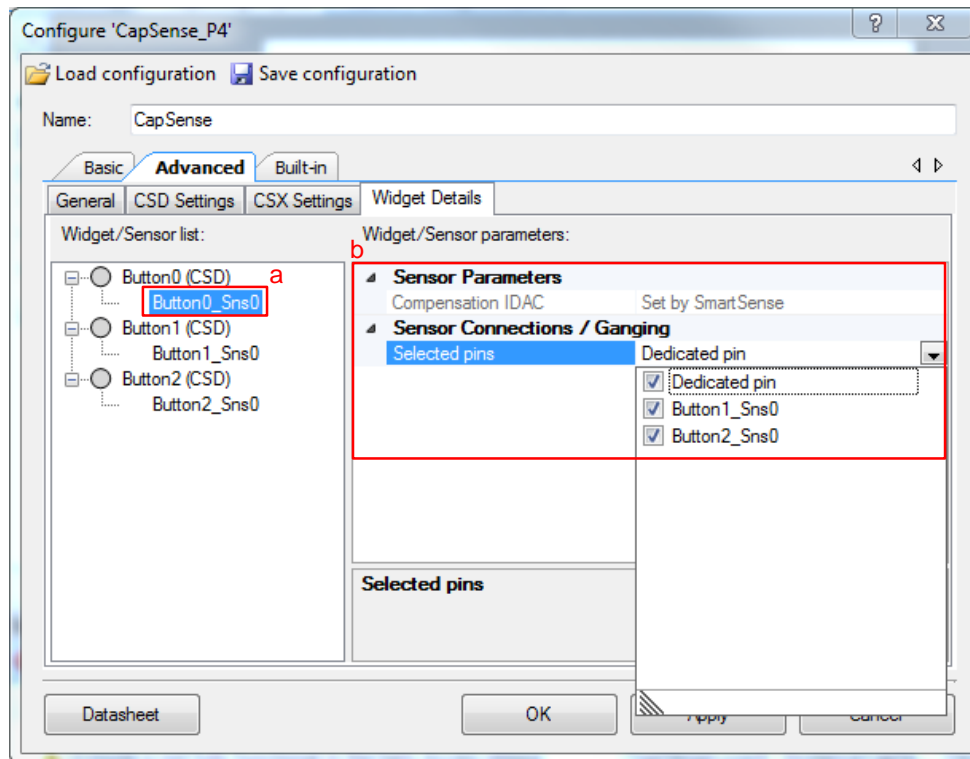 Configure 'CapSense_P4'
Load configuration Save configuration
Name: CapSense
Basic Advanced Built-in
General CSD Settings CSX Settings Widget Details
Widget/Sensor list: Widget/Sensor parameters:
b
Button0 (CSD) a Sensor Parameters
Button0_Sns0 Compensation IDAC Set by SmartSense
Button1 (CSD) Sensor Connections / Ganging
Button1_Sns0 Selected pins Dedicated pin
Button2 (CSD) Dedicated pin
Button2_Sns0 Button1_Sns0
Button2_Sns0
Selected pins
Datasheet OK Apply Cancel